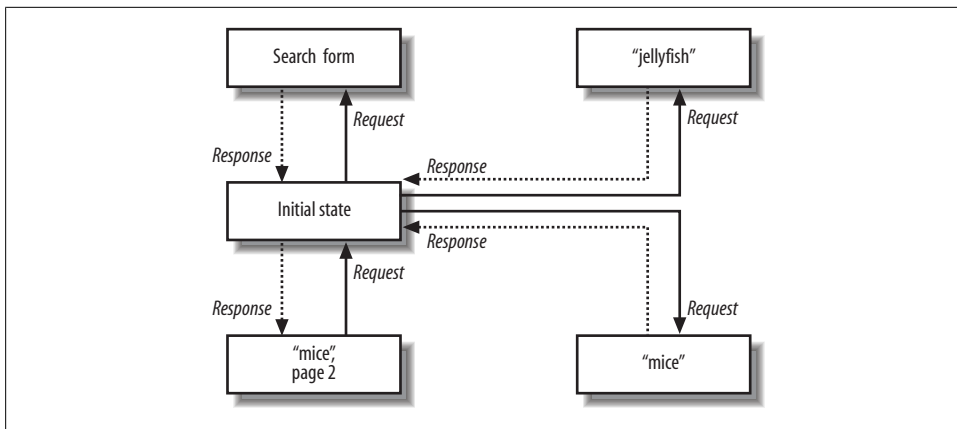 Search form
“jellyfish”
Request
Request
Response
Response
Initial state
Response
Request
Response
Request
“mice”,
page 2
“mice”